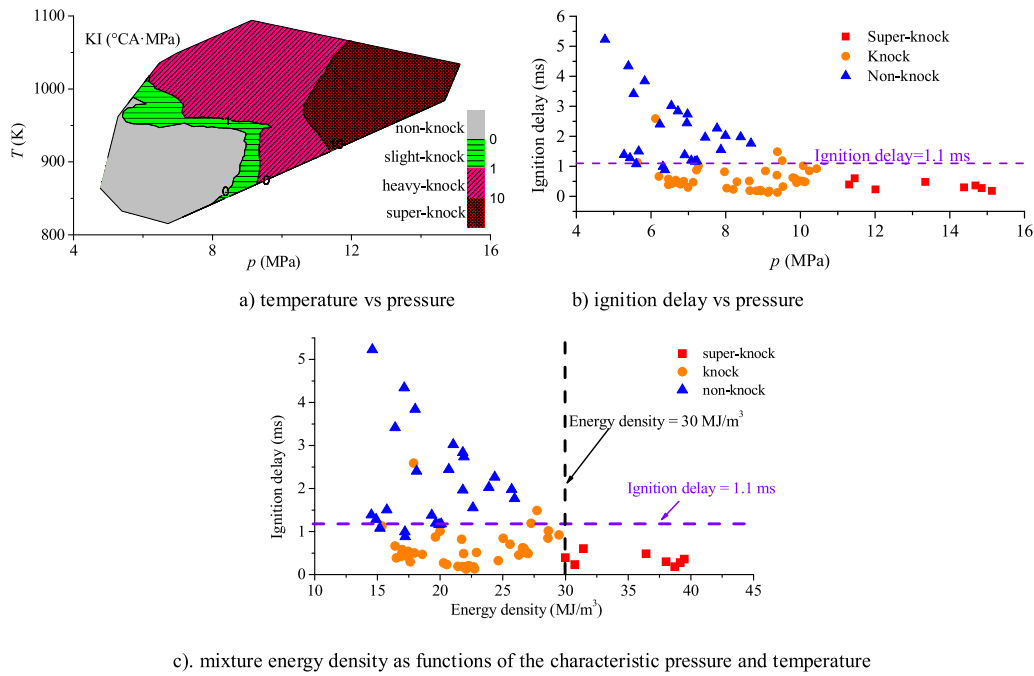 1100
1000
900
800
T (K)
KI (°CA·MPa)
non-knock
slight-knock
heavy-knock
super-knock
0
1
10
1
0
0
10
4
6
8
10
12
14
16
p (MPa)
a) temperature vs pressure
6
5
4
3
2
1
0
Ignition delay (ms)
Super-knock
Knock
Non-knock
Ignition delay=1.1 ms
4
6
8
10
12
14
16
p (MPa)
b) ignition delay vs pressure
5
4
3
2
1
0
Ignition delay (ms)
super-knock
knock
non-knock
Energy density = 30 MJ/m³
Ignition delay = 1.1 ms
10
15
20
25
30
35
40
45
Energy density (MJ/m³)
c). mixture energy density as functions of the characteristic pressure and temperature